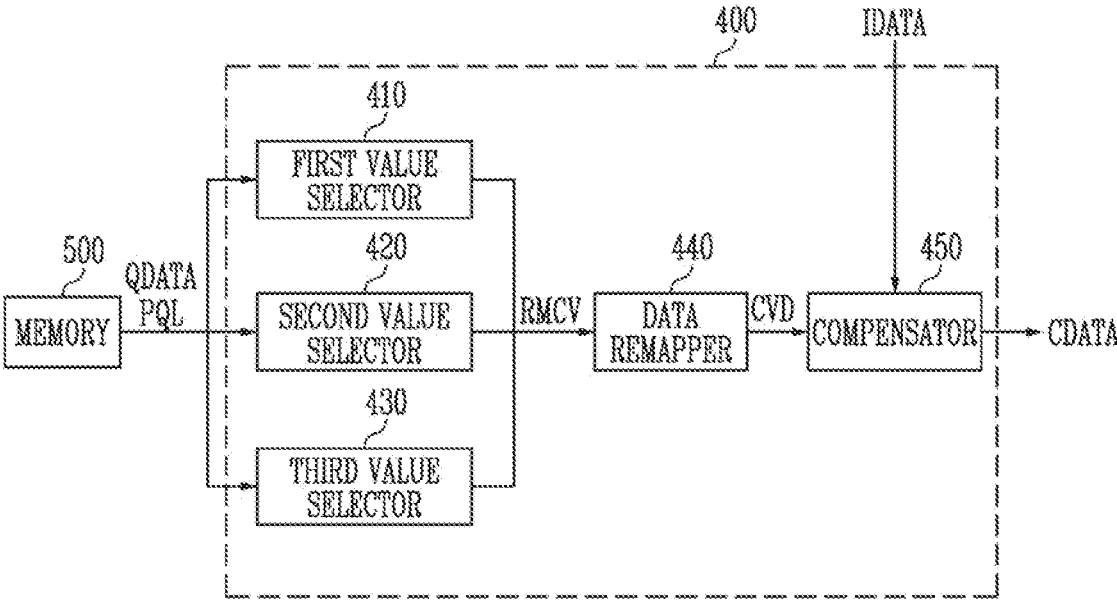 400
IDATA
410
FIRST VALUE
SELECTOR
500
MEMORY
QDATA
PQL
420
SECOND VALUE
SELECTOR
RMCV
440
DATA
REMAPPER
CVD
450
COMPENSATOR
CDATA
430
THIRD VALUE
SELECTOR